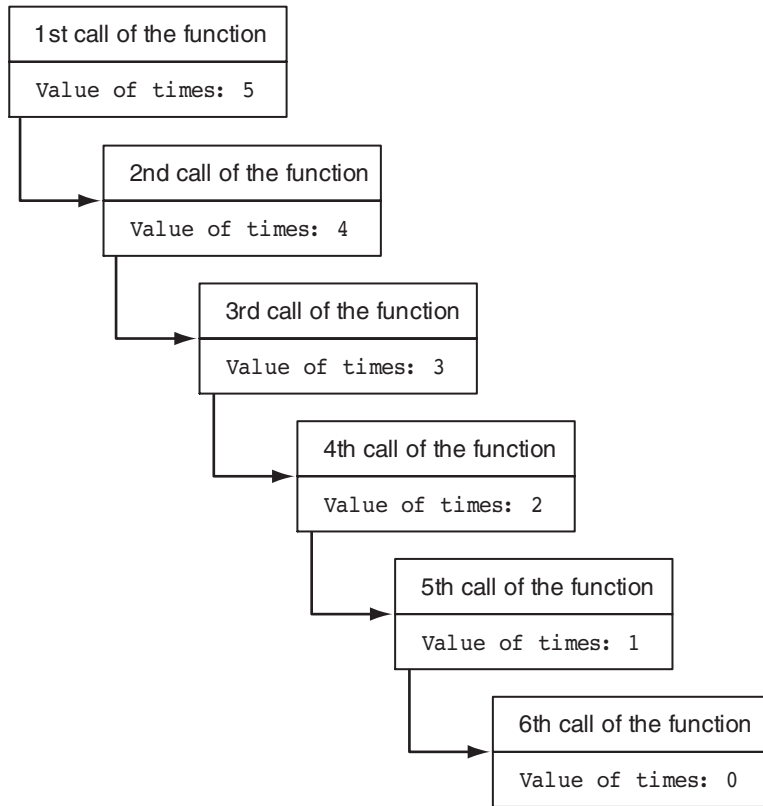 1st call of the function
Value of times: 5
2nd call of the function
Value of times: 4
3rd call of the function
Value of times: 3
4th call of the function
Value of times: 2
5th call of the function
Value of times: 1
6th call of the function
Value of times: 0